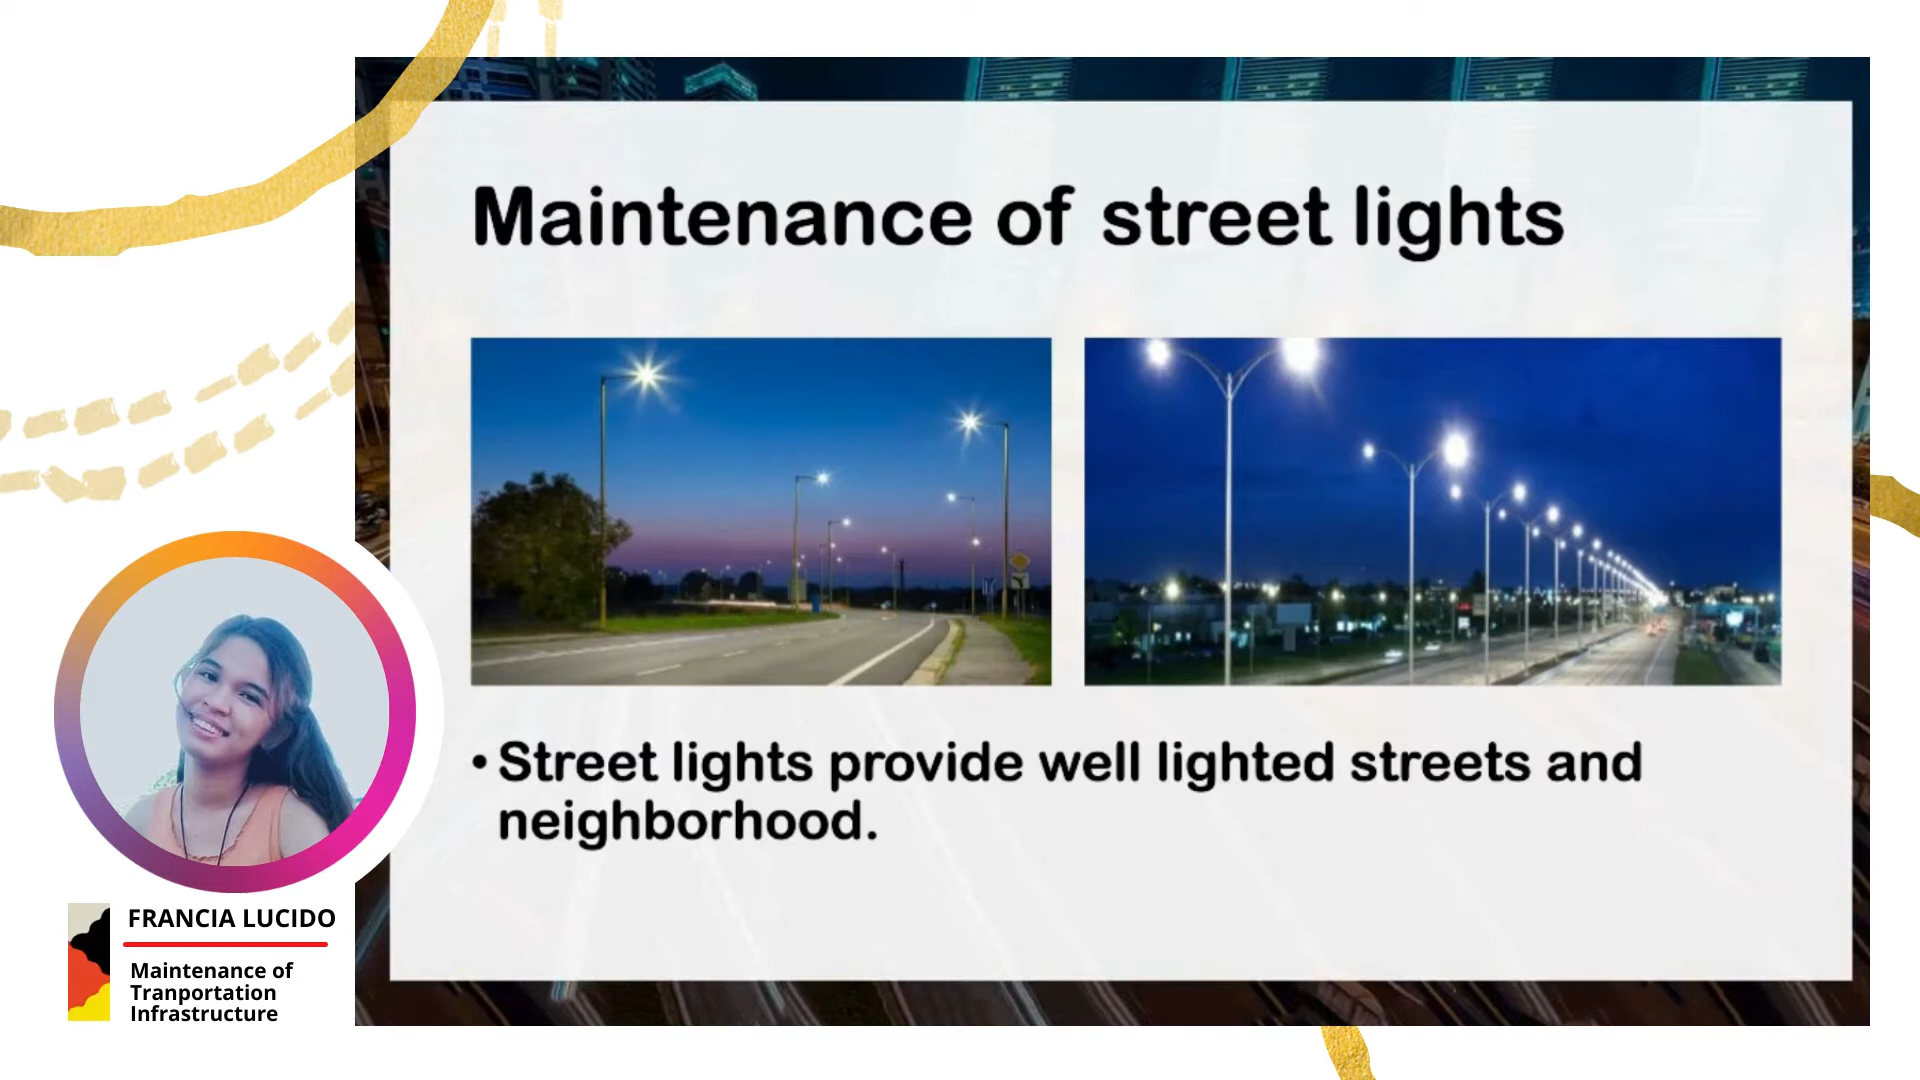 Maintenance of street lights
• Street lights provide well lighted streets and
neighborhood.
FRANCIA LUCIDO
Maintenance of
Tranportation
Infrastructure